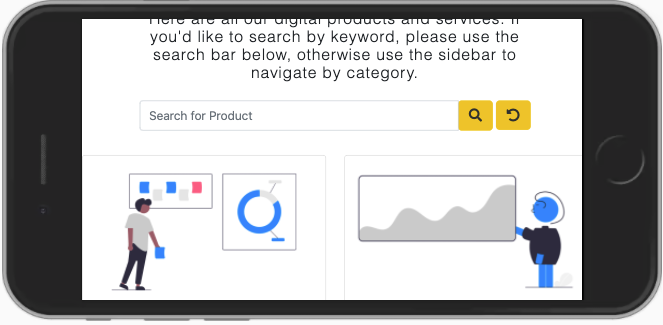 Here are all our digital products and services. If
you'd like to search by keyword, please use the
search bar below, otherwise use the sidebar to
navigate by category.
Search for Product